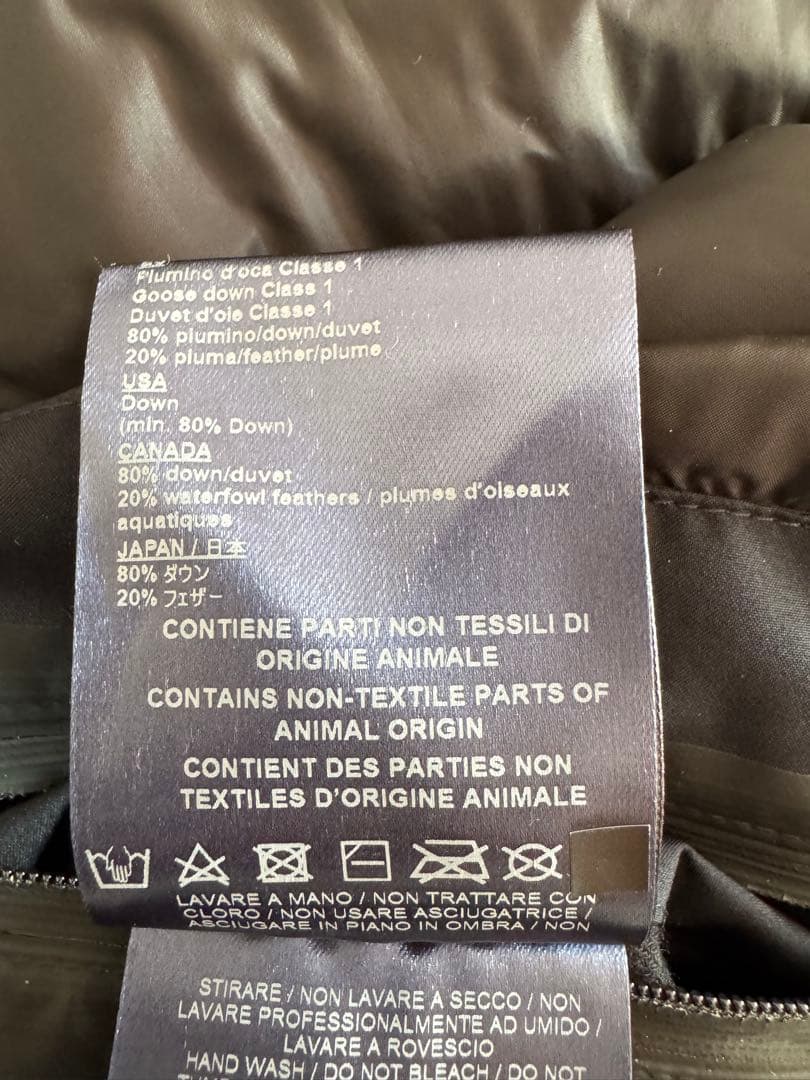 Piumino d'oca Classe 1
Goose down Class 1
Duvet d'oie Classe 1
80% piumino/down/duvet
20% piuma/feather/plume
USA
Down
(min. 80% Down)
CANADA
80% down/duvet
20% waterfowl feathers / plumes d'oiseaux
aquatiques
JAPAN / 日本
80% ダウン
20% フェザー
CONTIENE PARTI NON TESSILI DI
ORIGINE ANIMALE
CONTAINS NON-TEXTILE PARTS OF
ANIMAL ORIGIN
CONTIENT DES PARTIES NON
TEXTILES D'ORIGINE ANIMALE
LAVARE A MANO / NON TRATTARE CON
CLORO / NON USARE ASCIUGATRICE /
ASCIUGARE IN PIANO IN OMBRA / NON
STIRARE / NON LAVARE A SECCO / NON
LAVARE PROFESSIONALMENTE AD UMIDO /
LAVARE A ROVESCIO
HAND WASH / DO NOT BLEACH / DO NOT